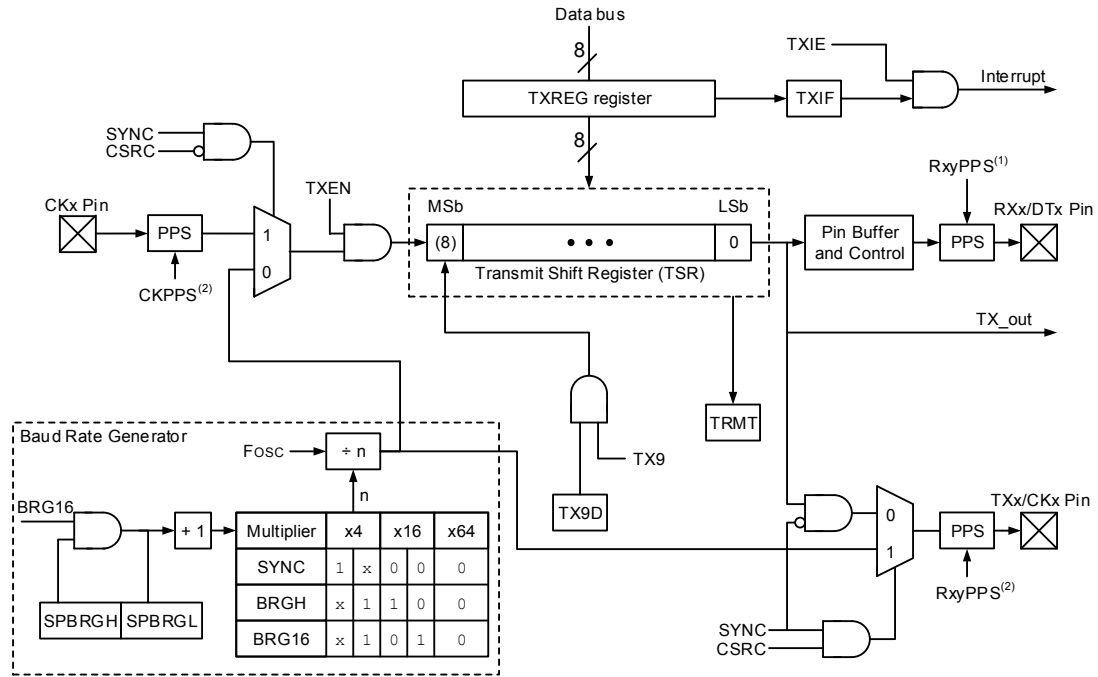 Data bus
8
TXIE
TXREG register
TXIF
Interrupt
SYNC
CSRC
8
RxyPPS(1)
TXEN
CKx Pin
MSb
LSb
RXx/DTx Pin
PPS
1
0
(8)
• • •
0
Pin Buffer
and Control
PPS
Transmit Shift Register (TSR)
CKPPS(2)
TX_out
TRMT
Baud Rate Generator
FOSC
÷ n
TX9
n
TX9D
BRG16
+ 1
Multiplier x4 x16 x64
SYNC 1 x 0 0 0
BRGH x 1 1 0 0
BRG16 x 1 0 1 0
SPBRGH SPBRGL
TXx/CKx Pin
0
1
PPS
RxyPPS(2)
SYNC
CSRC